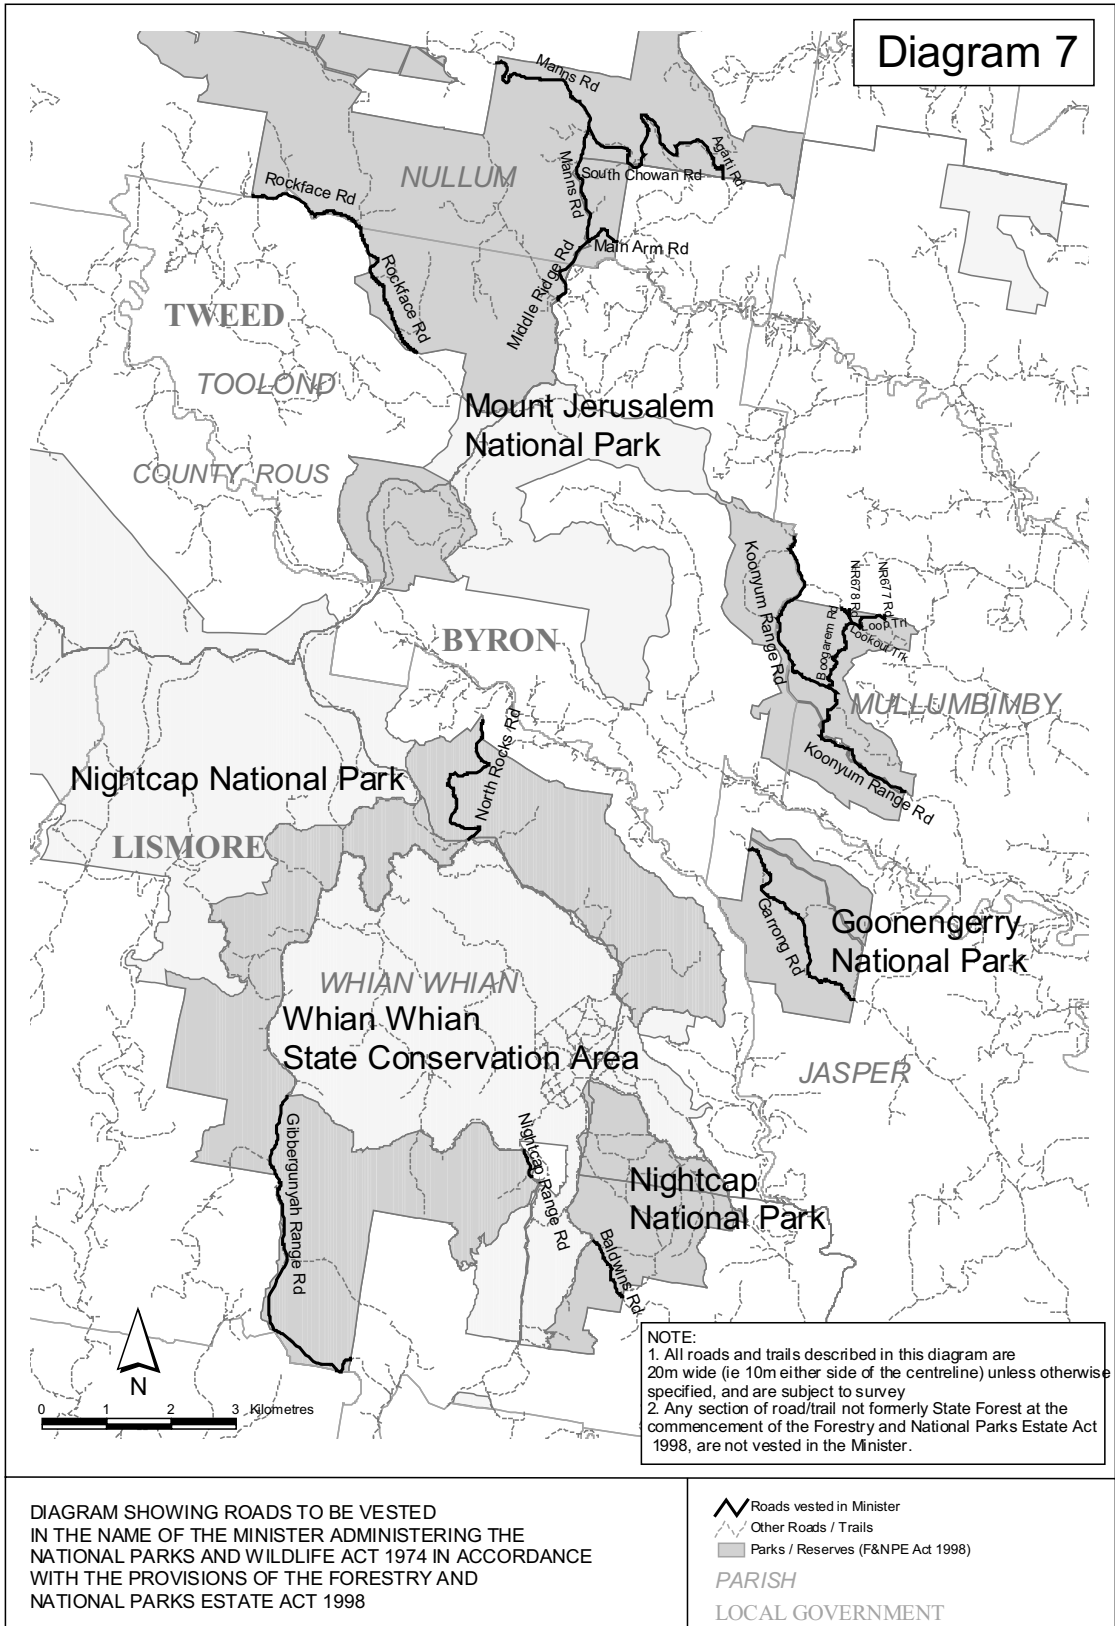 Diagram 7
Manns Rd
Agarti Rd
Manns Rd
South Chowan Rd
NULLUM
Rockface Rd
Main Arm Rd
Middle Ridge Rd
Rockface Rd
TWEED
TOOLOND
Mount Jerusalem
National Park
COUNTY ROUS
Koonyum Range Rd
NR678 Rd
NR677 Rd
Boogarem Rd
Loop Trl
Lookout Trk
BYRON
MULLUMBIMBY
North Rocks Rd
Koonyum Range Rd
Nightcap National Park
LISMORE
Garrong Rd
Goonengerry
National Park
WHIAN WHIAN
Whian Whian
State Conservation Area
JASPER
Gibbergunyah Range Rd
Nightcap Range Rd
Nightcap
National Park
Baldwins Rd
N
0 1 2 3 Kilometres
NOTE:
1. All roads and trails described in this diagram are
20m wide (ie 10m either side of the centreline) unless otherwise
specified, and are subject to survey
2. Any section of road/trail not formerly State Forest at the
commencement of the Forestry and National Parks Estate Act
1998, are not vested in the Minister.
DIAGRAM SHOWING ROADS TO BE VESTED
IN THE NAME OF THE MINISTER ADMINISTERING THE
NATIONAL PARKS AND WILDLIFE ACT 1974 IN ACCORDANCE
WITH THE PROVISIONS OF THE FORESTRY AND
NATIONAL PARKS ESTATE ACT 1998
Roads vested in Minister
Other Roads / Trails
Parks / Reserves (F&NPE Act 1998)
PARISH
LOCAL GOVERNMENT